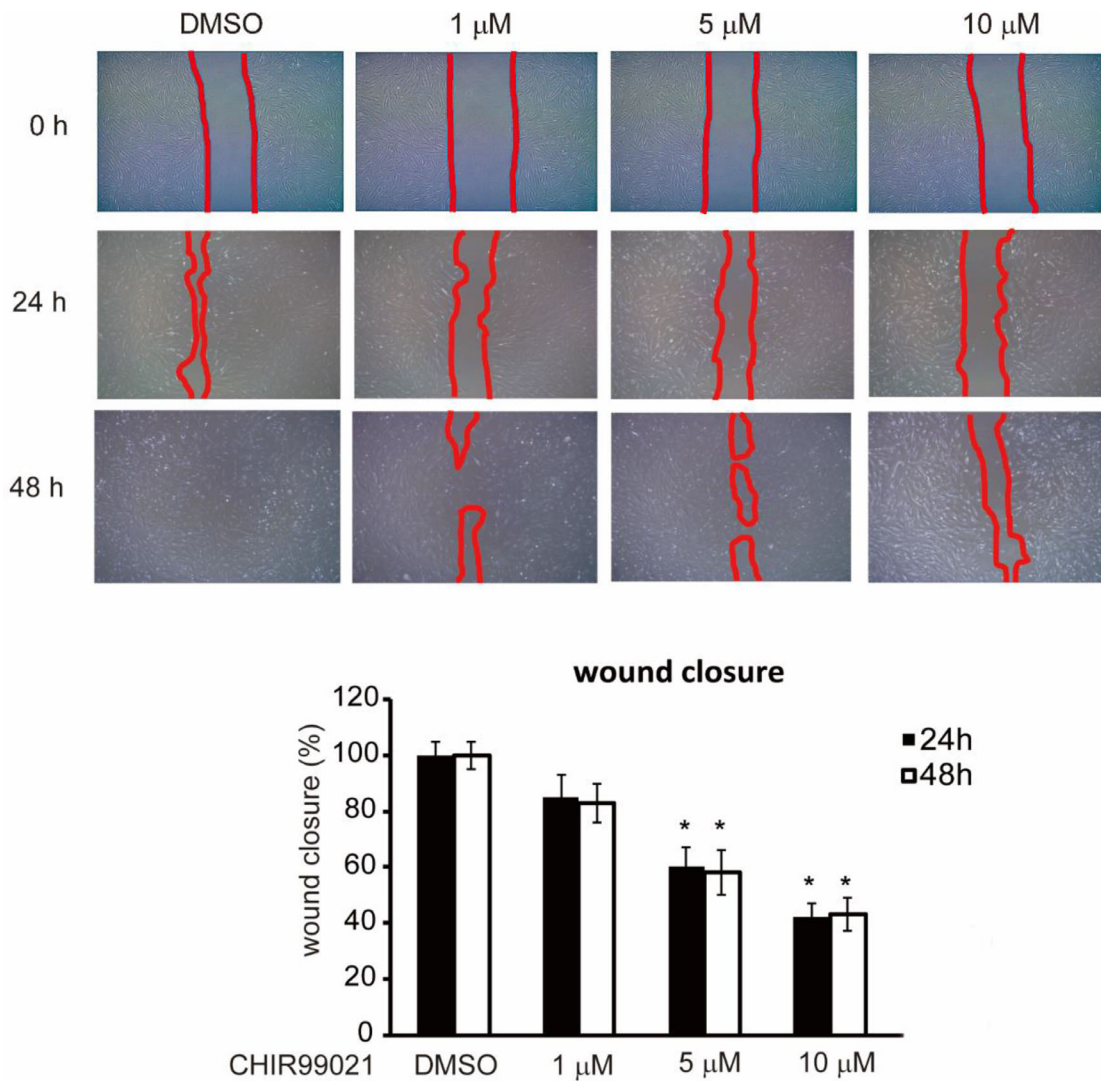 DMSO 1 μM 5 μM 10 μM
0 h
24 h
48 h
wound closure
120
100
80
60
40
20
0
wound closure (%)
24h
48h
* *
* *
CHIR99021 DMSO 1 μM 5 μM 10 μM